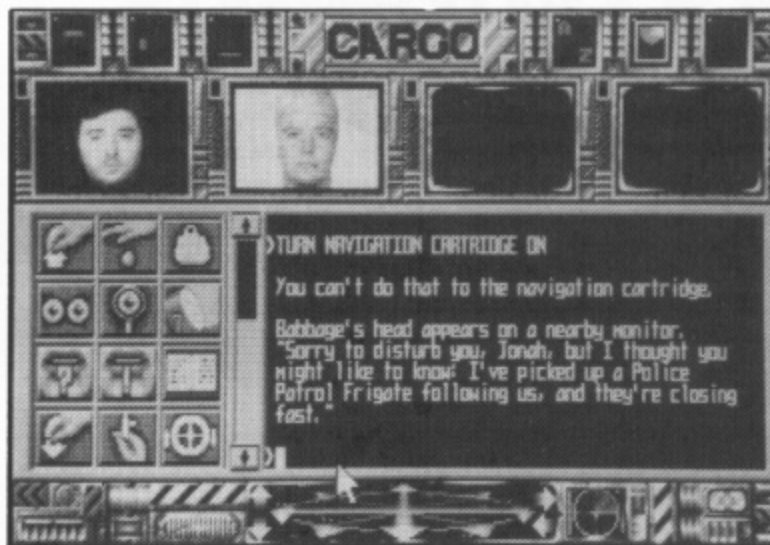 CARGO
TURN NAVIGATION CARTRIDGE ON
You can't do that to the navigation cartridge.
Babbage's head appears on a nearby monitor.
"Sorry to disturb you, Jonah, but I thought you
might like to know: I've picked up a Police
Patrol Frigate following us, and they're closing
fast."